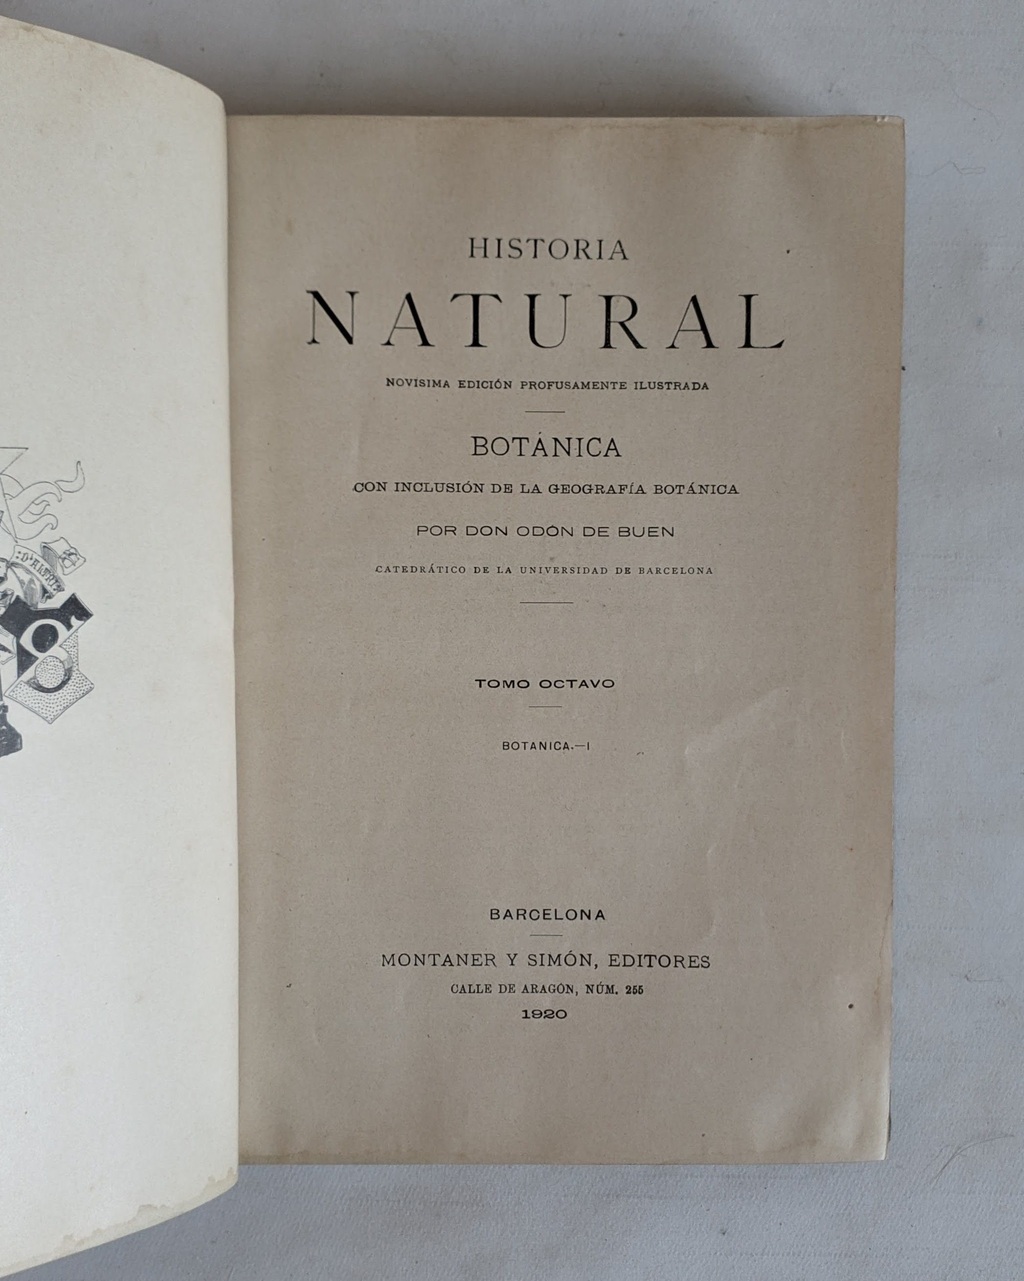 HISTORIA
NATURAL
NOVÍSIMA EDICIÓN PROFUSAMENTE ILUSTRADA
BOTÁNICA
CON INCLUSIÓN DE LA GEOGRAFÍA BOTÁNICA
POR DON ODÓN DE BUEN
CATEDRÁTICO DE LA UNIVERSIDAD DE BARCELONA
TOMO OCTAVO
BOTANICA.—I
BARCELONA
MONTANER Y SIMÓN, EDITORES
CALLE DE ARAGÓN, NÚM. 255
1920